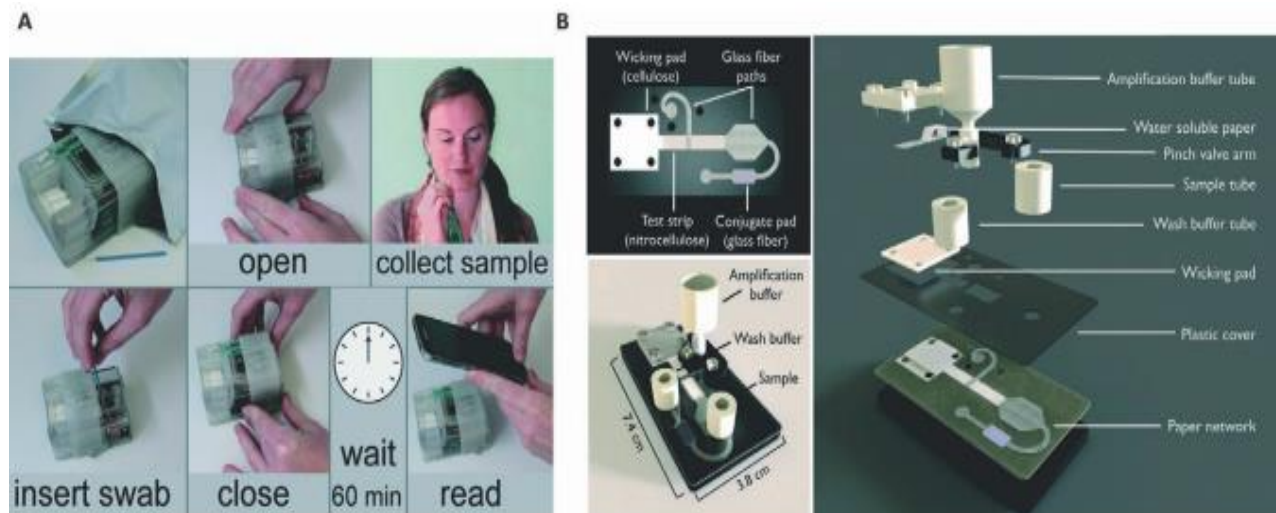 A
open
collect sample
insert swab
close
wait
60 min
read
B
Wicking pad
(cellulose)
Glass fiber
paths
Test strip
(nitrocellulose)
Conjugate pad
(glass fiber)
Amplification
buffer
Wash buffer
Sample
7.4 cm
3.8 cm
Amplification buffer tube
Water soluble paper
Pinch valve arm
Sample tube
Wash buffer tube
Wicking pad
Plastic cover
Paper network